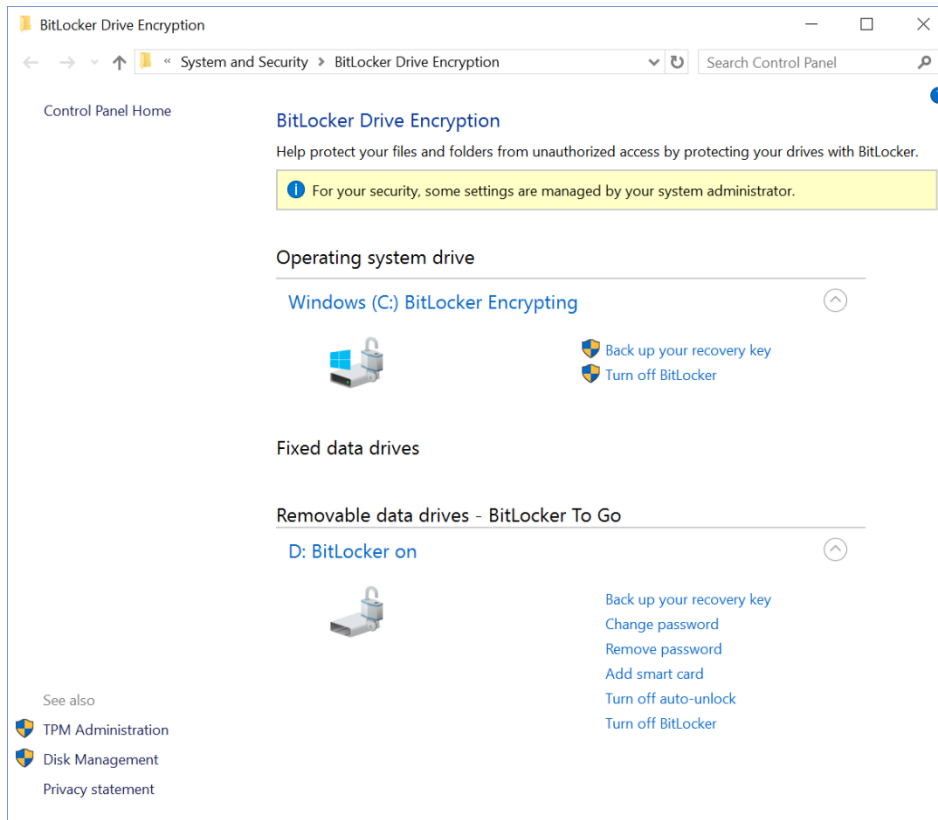 BitLocker Drive Encryption
« System and Security > BitLocker Drive Encryption
Search Control Panel
Control Panel Home
BitLocker Drive Encryption
Help protect your files and folders from unauthorized access by protecting your drives with BitLocker.
For your security, some settings are managed by your system administrator.
Operating system drive
Windows (C:) BitLocker Encrypting
Back up your recovery key
Turn off BitLocker
Fixed data drives
Removable data drives - BitLocker To Go
D: BitLocker on
Back up your recovery key
Change password
Remove password
Add smart card
Turn off auto-unlock
Turn off BitLocker
See also
TPM Administration
Disk Management
Privacy statement